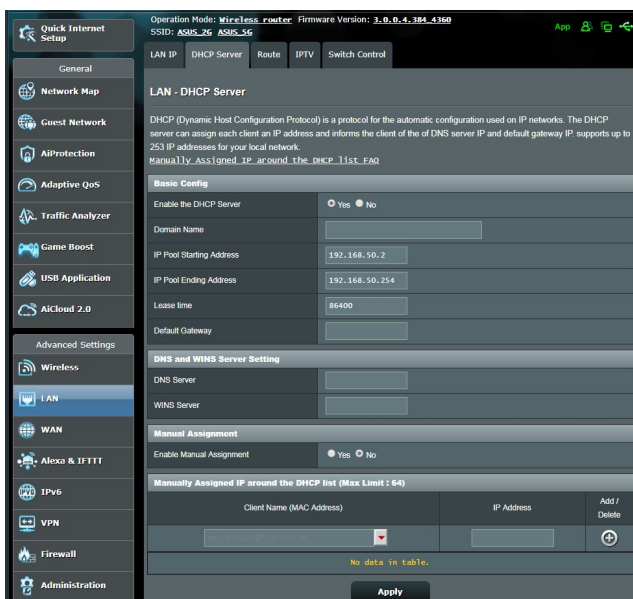 Quick Internet
Setup
General
Network Map
Guest Network
AiProtection
Adaptive QoS
Traffic Analyzer
Game Boost
USB Application
AiCloud 2.0
Advanced Settings
Wireless
LAN
WAN
Alexa & IFTTT
IPv6
VPN
Firewall
Administration
Operation Mode: Wireless router Firmware Version: 3.0.0.4.384_4360
SSID: ASUS_2G ASUS_5G
App
LAN IP DHCP Server Route IPTV Switch Control
LAN - DHCP Server
DHCP (Dynamic Host Configuration Protocol) is a protocol for the automatic configuration used on IP networks. The DHCP
server can assign each client an IP address and informs the client of the of DNS server IP and default gateway IP. supports up to
253 IP addresses for your local network.
Manually Assigned IP around the DHCP list FAQ
Basic Config
Enable the DHCP Server Yes No
Domain Name
IP Pool Starting Address 192.168.50.2
IP Pool Ending Address 192.168.50.254
Lease time 86400
Default Gateway
DNS and WINS Server Setting
DNS Server
WINS Server
Manual Assignment
Enable Manual Assignment Yes No
Manually Assigned IP around the DHCP list (Max Limit : 64)
Client Name (MAC Address) IP Address Add /
Delete
No data in table.
Apply